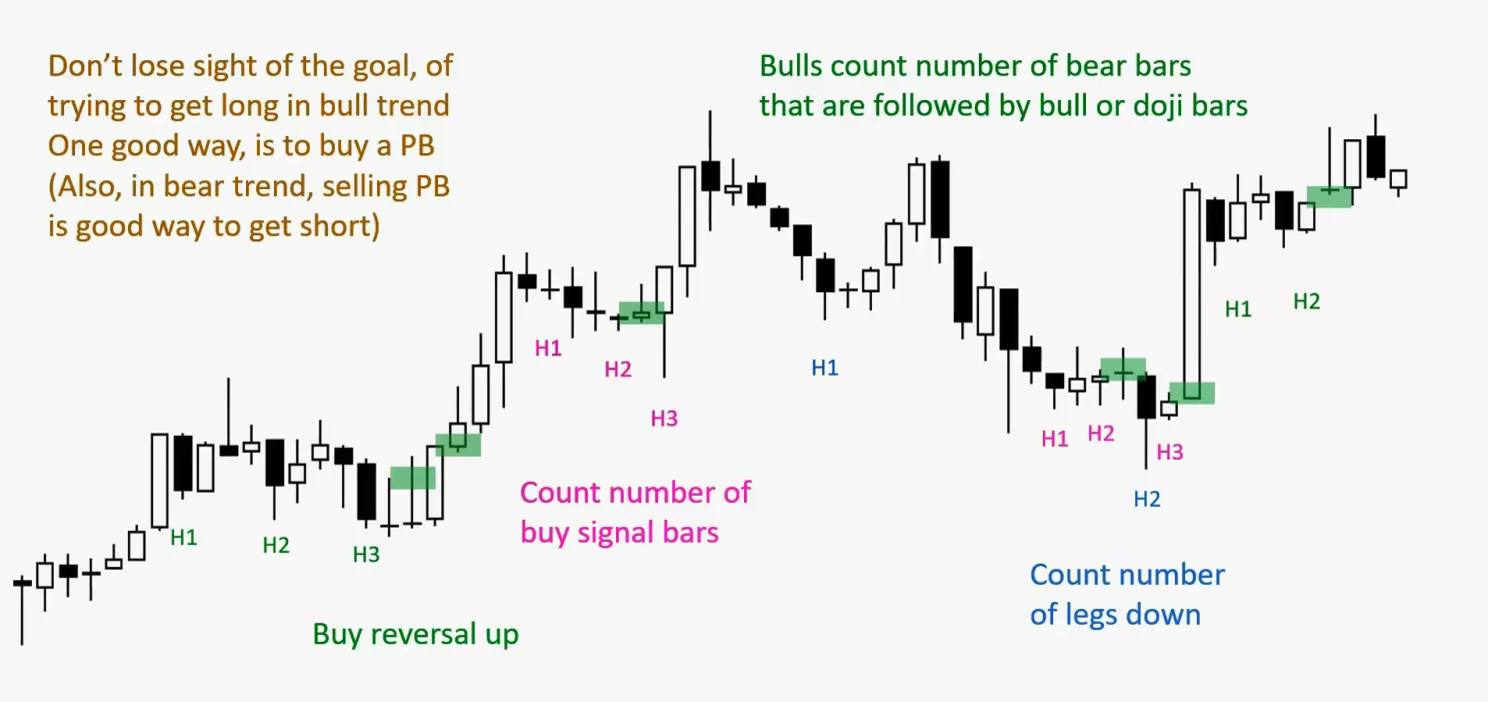 Don't lose sight of the goal, of
trying to get long in bull trend
One good way, is to buy a PB
(Also, in bear trend, selling PB
is good way to get short)
Bulls count number of bear bars
that are followed by bull or doji bars
H1
H2
H3
Buy reversal up
H1
H2
H3
Count number of
buy signal bars
H1
H1
H2
H3
H2
Count number
of legs down
H1
H2